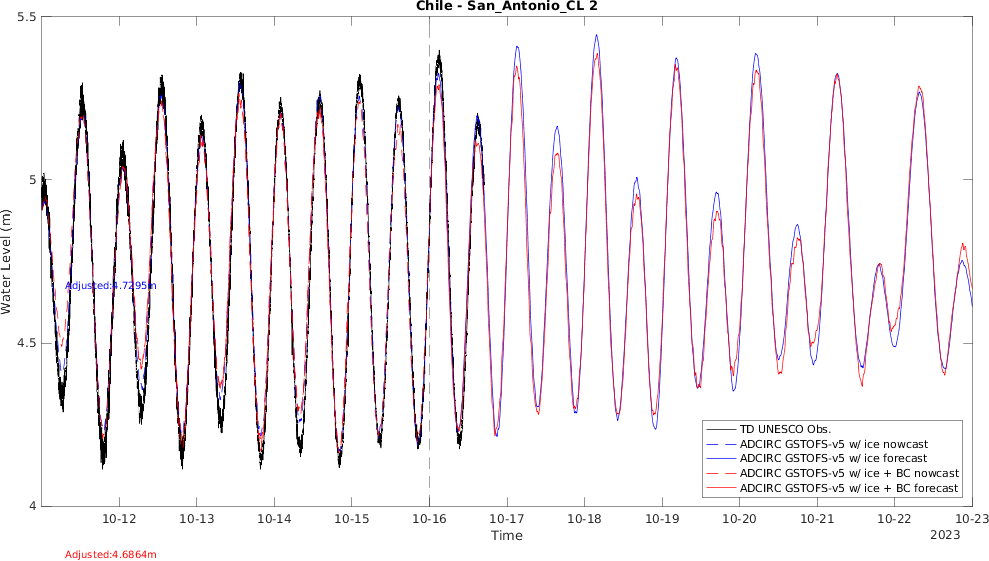 Chile - San_Antonio_CL 2
5.5
5
4.5
4
Water Level (m)
Adjusted:4.7295m
TD UNESCO Obs.
ADCIRC GSTOFS-v5 w/ ice nowcast
ADCIRC GSTOFS-v5 w/ ice forecast
ADCIRC GSTOFS-v5 w/ ice + BC nowcast
ADCIRC GSTOFS-v5 w/ ice + BC forecast
10-12 10-13 10-14 10-15 10-16 10-17 10-18 10-19 10-20 10-21 10-22 10-23
Time
2023
Adjusted:4.6864m